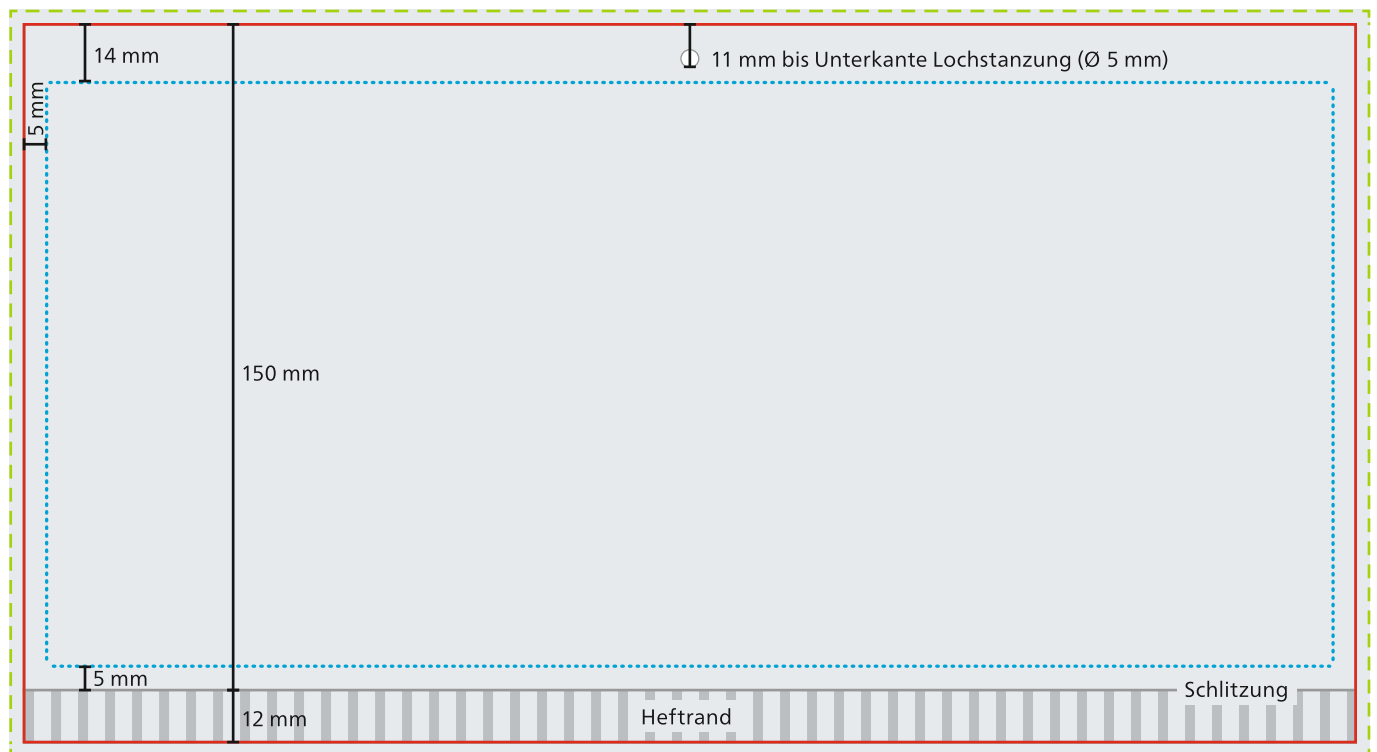 14 mm
11 mm bis Unterkante Lochstanzung (Ø 5 mm)
5 mm
150 mm
5 mm
Schlitzung
12 mm
Heftrand